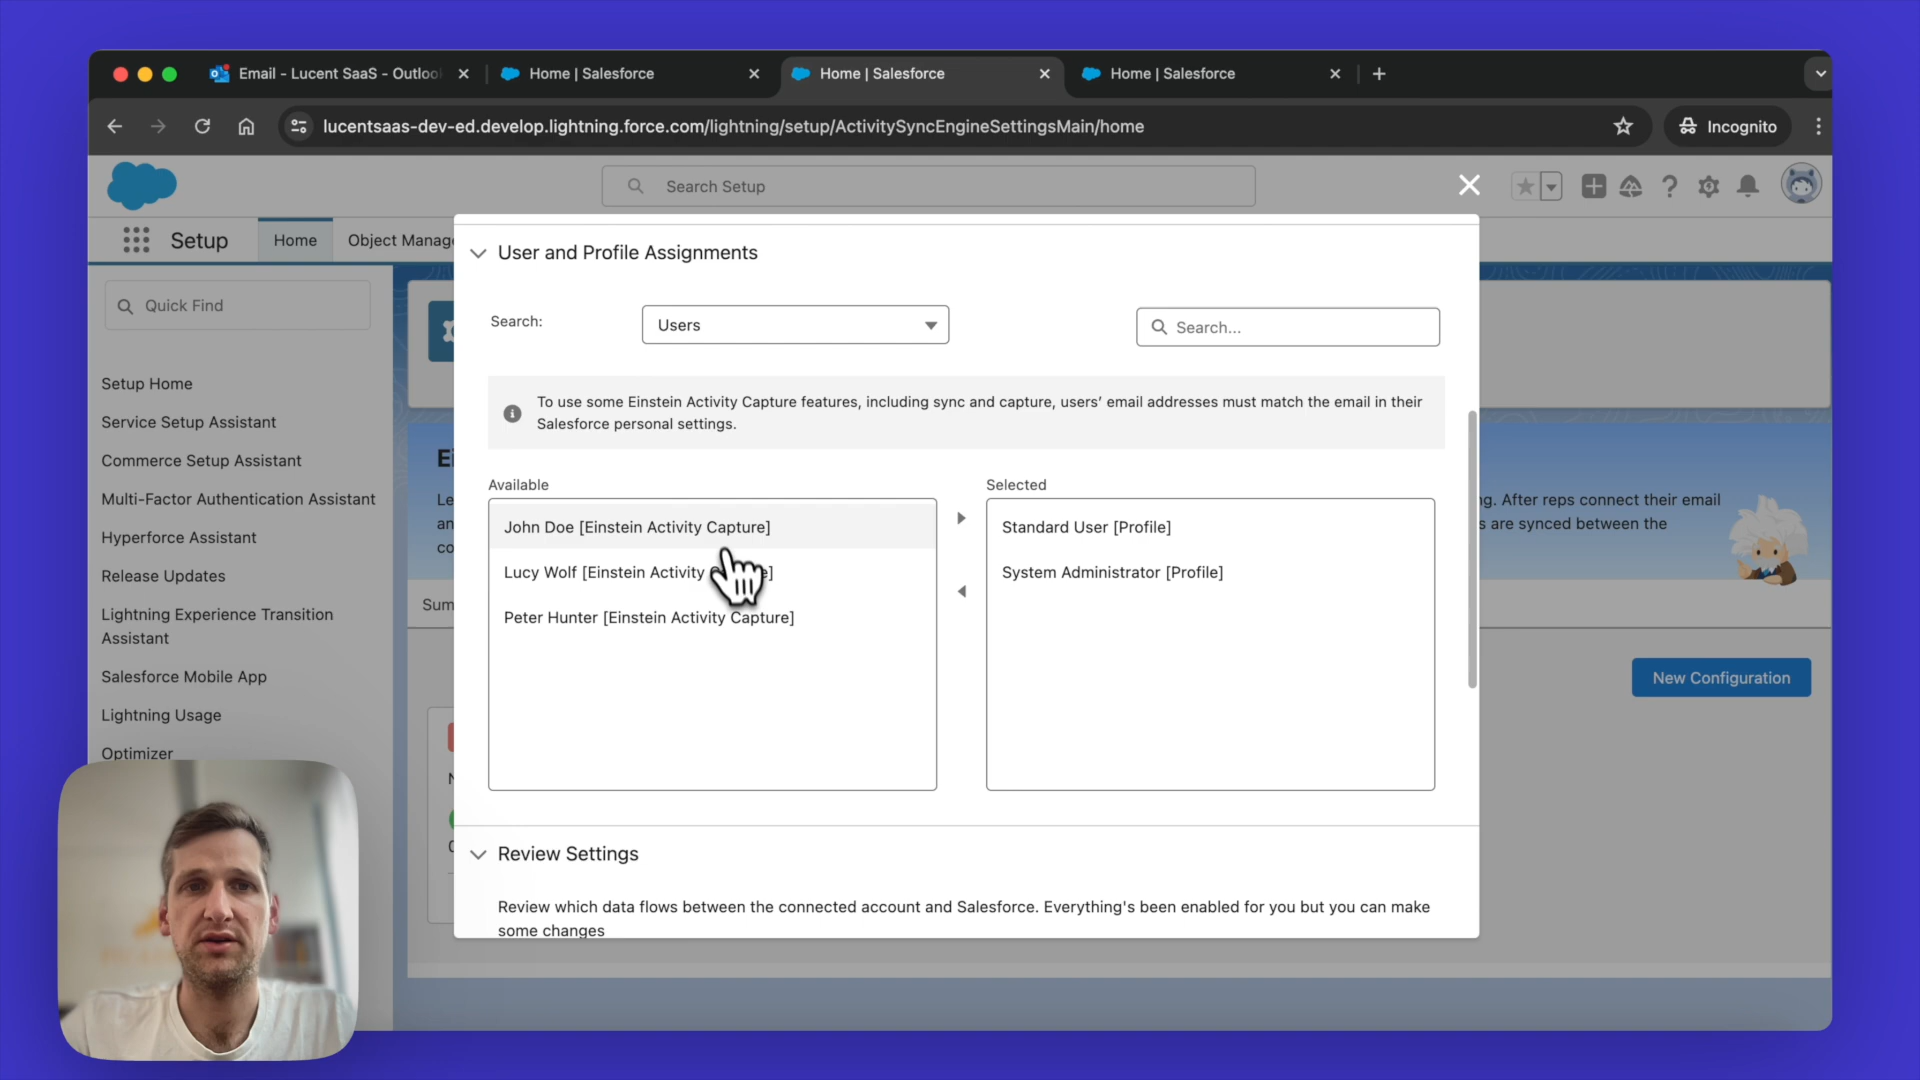 Email - Lucent SaaS - Outlool
Home | Salesforce
Home | Salesforce
Home | Salesforce
lucentsaas-dev-ed.develop.lightning.force.com/lightning/setup/ActivitySyncEngineSettingsMain/home
Incognito
Search Setup
Setup
Home
Object Manag
Quick Find
Setup Home
Service Setup Assistant
Commerce Setup Assistant
Multi-Factor Authentication Assistant
Hyperforce Assistant
Release Updates
Lightning Experience Transition
Assistant
Salesforce Mobile App
Lightning Usage
Optimizer
User and Profile Assignments
Search:
Users
Search...
To use some Einstein Activity Capture features, including sync and capture, users' email addresses must match the email in their
Salesforce personal settings.
Available
John Doe [Einstein Activity Capture]
Lucy Wolf [Einstein Activity
Peter Hunter [Einstein Activity Capture]
Selected
Standard User [Profile]
System Administrator [Profile]
Review Settings
Review which data flows between the connected account and Salesforce. Everything's been enabled for you but you can make
some changes
Ei
Le
an
co
Sum
ng. After reps connect their email
s are synced between the
New Configuration